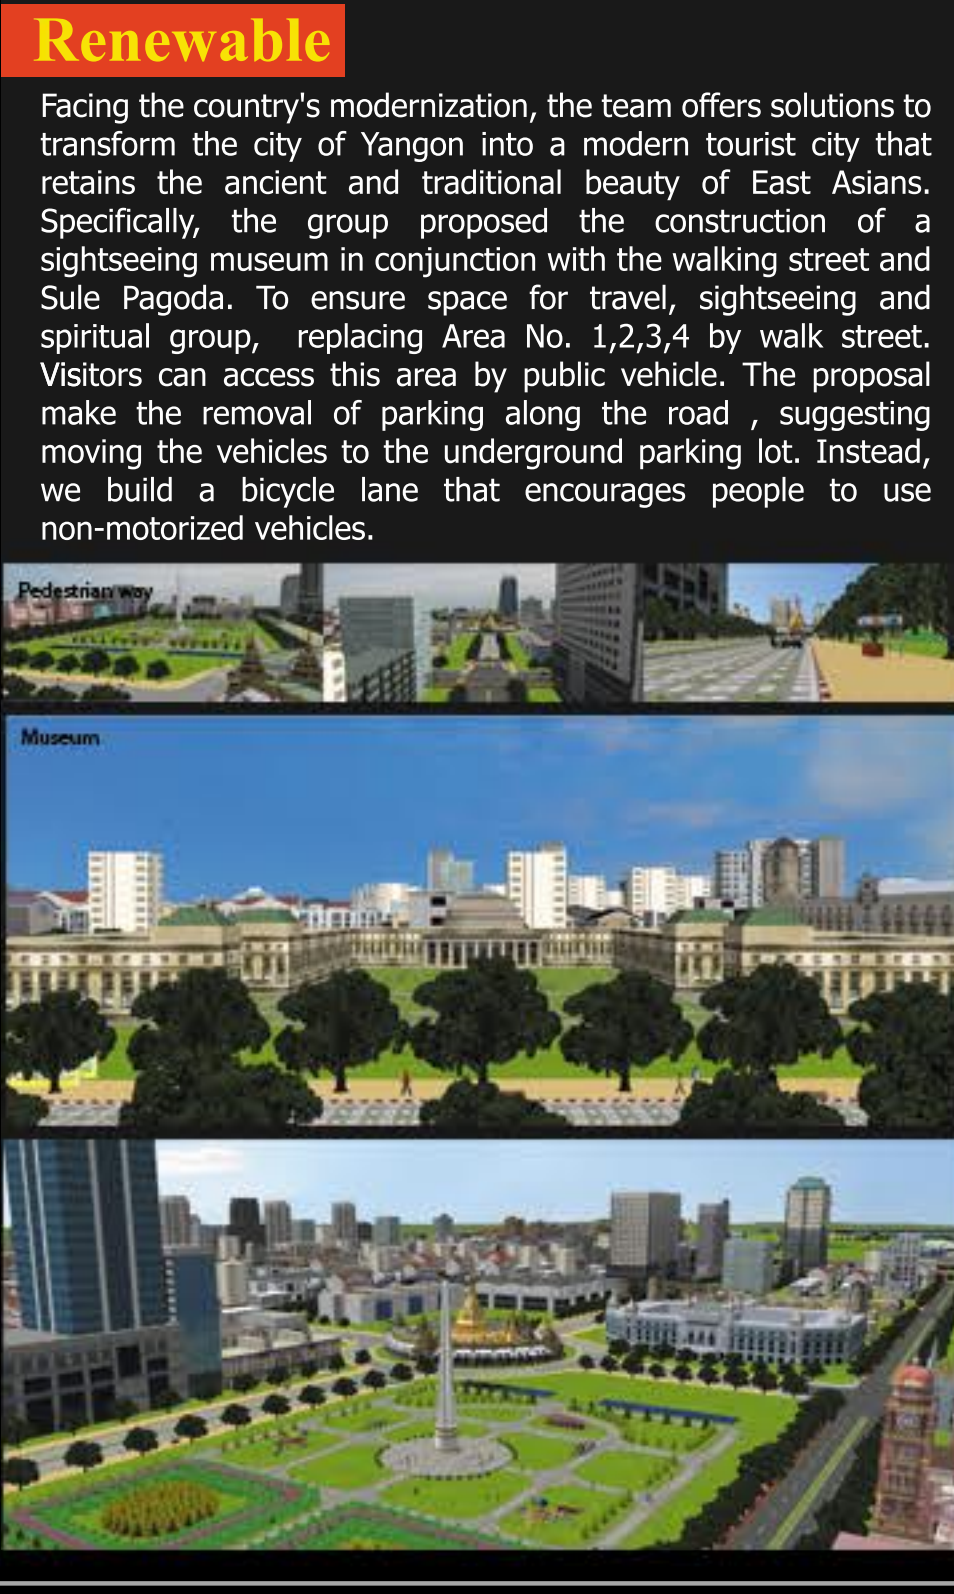 Renewable
Facing the country's modernization, the team offers solutions to
transform the city of Yangon into a modern tourist city that
retains the ancient and traditional beauty of East Asians.
Specifically, the group proposed the construction of a
sightseeing museum in conjunction with the walking street and
Sule Pagoda. To ensure space for travel, sightseeing and
spiritual group, replacing Area No. 1,2,3,4 by walk street.
Visitors can access this area by public vehicle. The proposal
make the removal of parking along the road , suggesting
moving the vehicles to the underground parking lot. Instead,
we build a bicycle lane that encourages people to use
non-motorized vehicles.
Pedestrian way
Museum